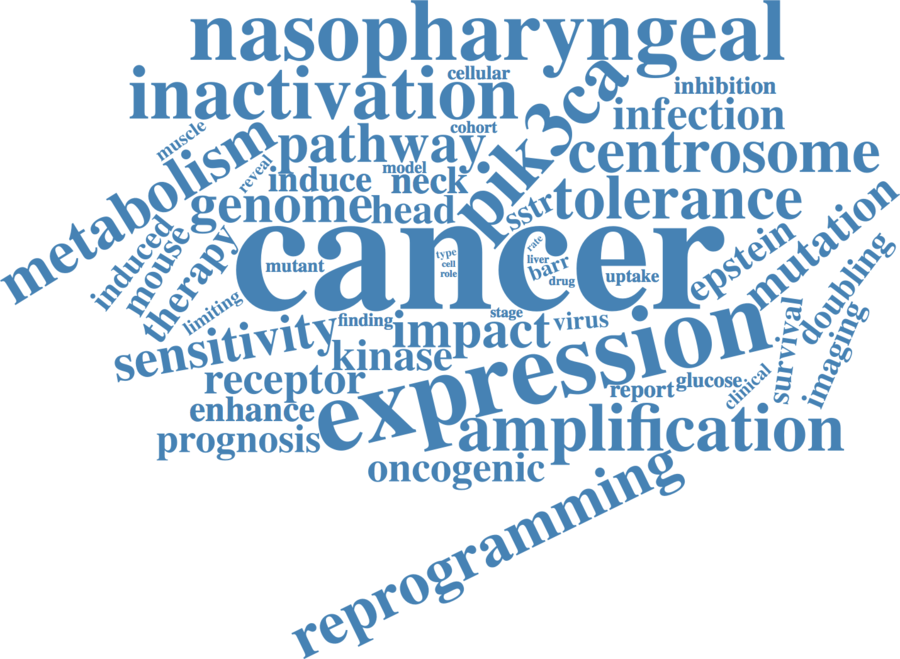 nasopharyngeal
inactivation
cellular
pik3ca
inhibition
infection
muscle
metabolism
pathway
cohort
centrosome
reveal
induce
model
neck
genome
head
sstr
tolerance
induced
mouse
therapy
cancer
mutant
type
cell
role
rate
liver
barr
drug
uptake
epstein
mutation
doubling
limiting
sensitivity
finding
impact
stage
virus
expression
survival
imaging
kinase
receptor
report
glucose
clinical
enhance
prognosis
amplification
oncogenic
reprogramming